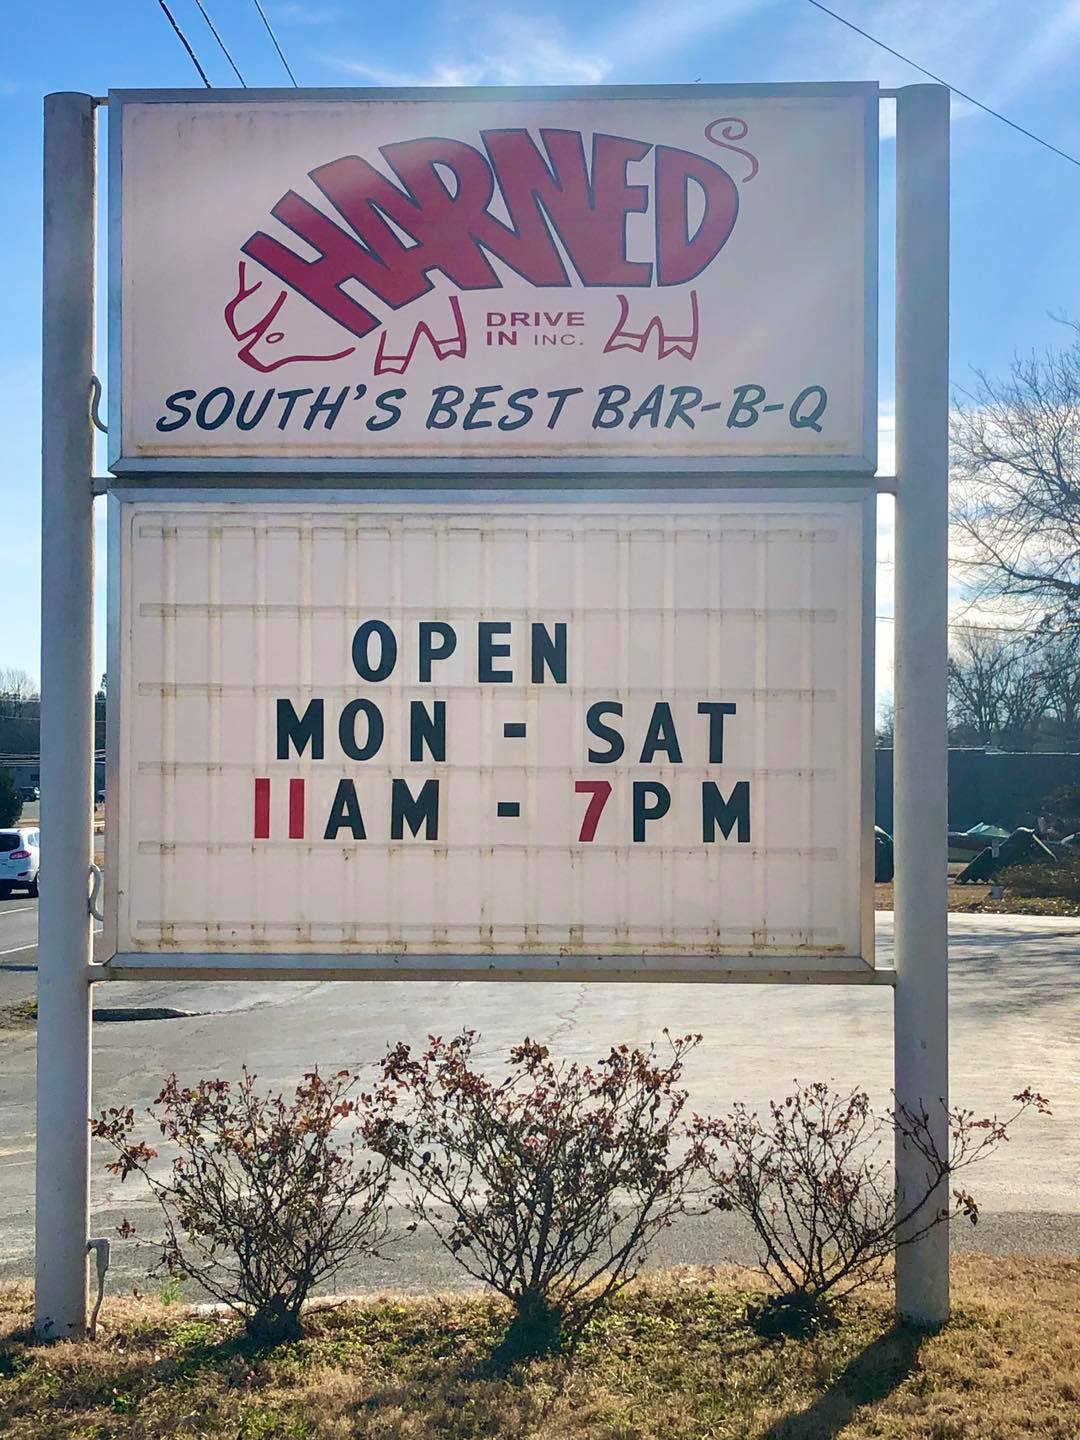 HARNED
DRIVE
IN INC.
SOUTH'S BEST BAR-B-Q
OPEN
MON - SAT
11AM - 7PM